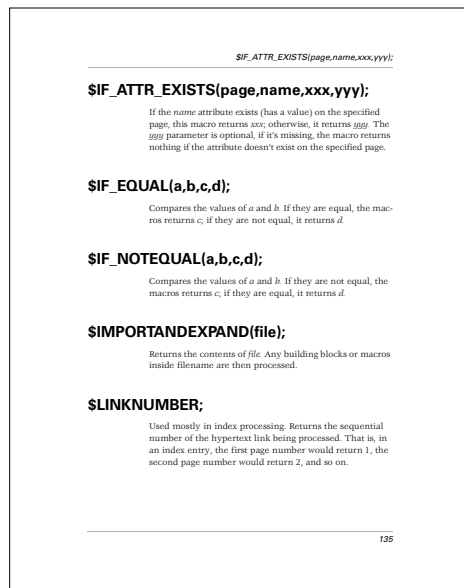 $IF_ATTR_EXISTS(page,name,xxx,yyy);
$IF_ATTR_EXISTS(page,name,xxx,yyy);
If the name attribute exists (has a value) on the specified
page, this macro returns xxx; otherwise, it returns yyy. The
yyy parameter is optional, if it's missing, the macro returns
nothing if the attribute doesn't exist on the specified page.
$IF_EQUAL(a,b,c,d);
Compares the values of a and b. If they are equal, the mac-
ros returns c; if they are not equal, it returns d.
$IF_NOTEQUAL(a,b,c,d);
Compares the values of a and b. If they are not equal, the
macros returns c; if they are equal, it returns d.
$IMPORTANDEXPAND(file);
Returns the contents of file. Any building blocks or macros
inside filename are then processed.
$LINKNUMBER;
Used mostly in index processing. Returns the sequential
number of the hypertext link being processed. That is, in
an index entry, the first page number would return 1, the
second page number would return 2, and so on.
135